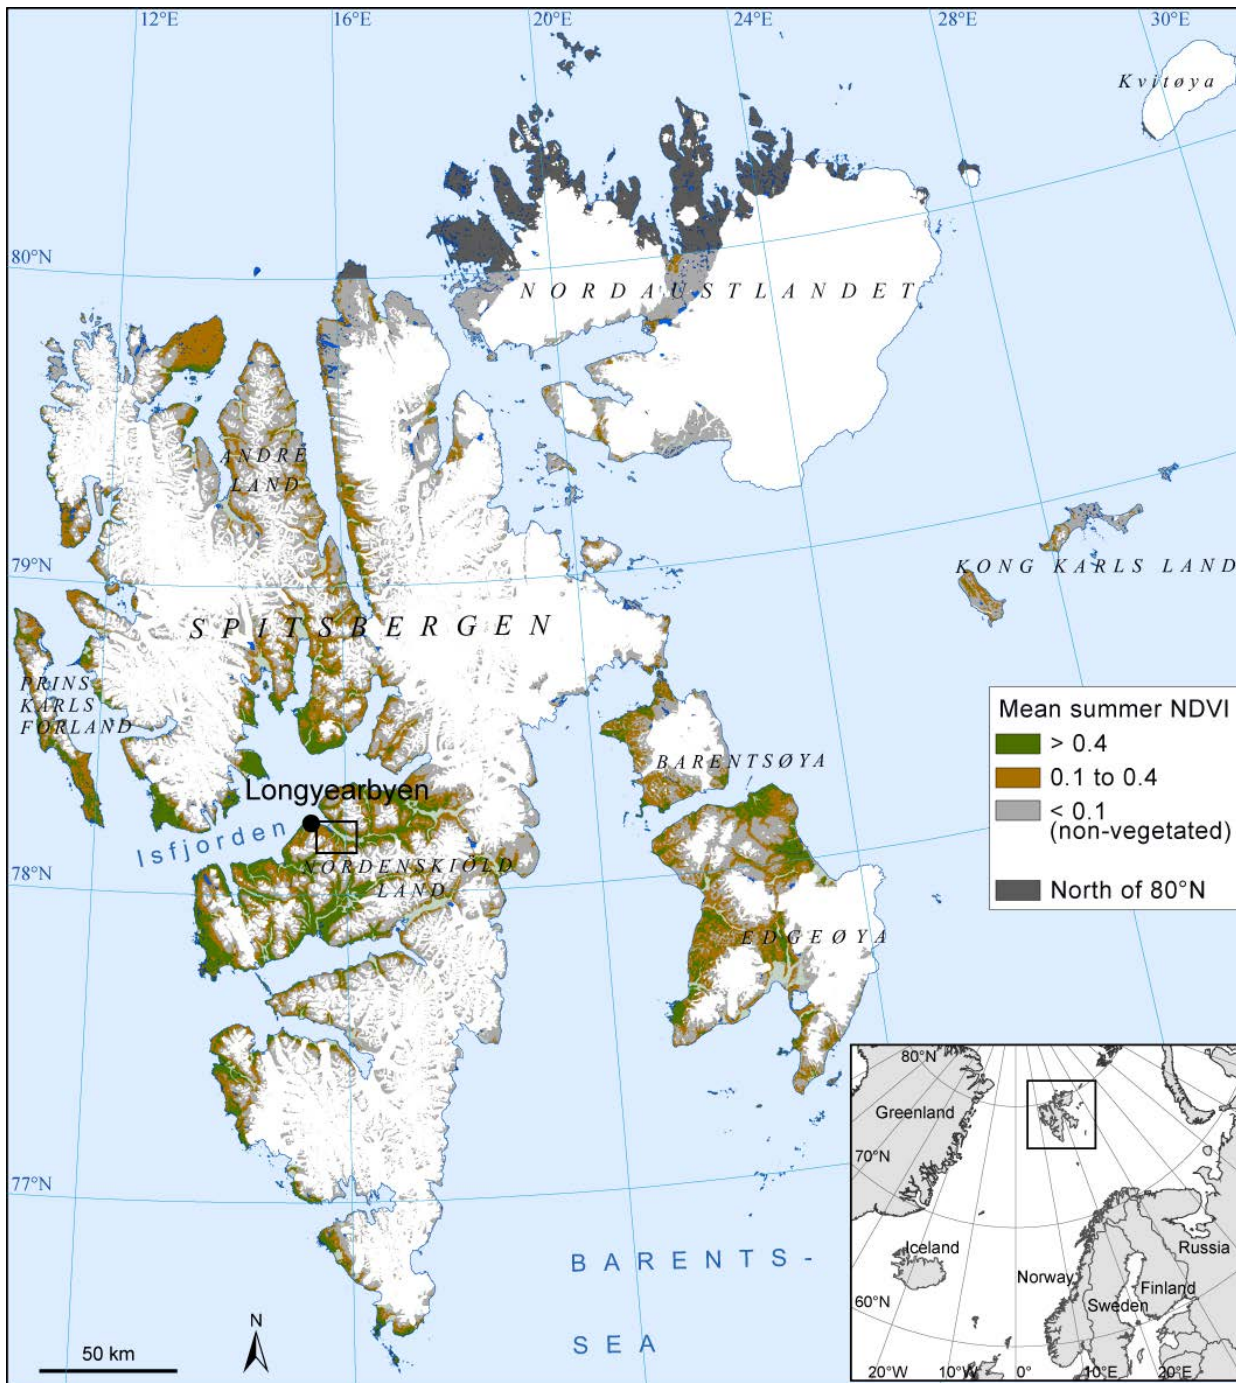 12°E
16°E
20°E
24°E
28°E
30°E
Kvitøya
80°N
NORDAUSTLANDET
ANDRÉ
LAND
79°N
KONG KARLS LAND
SPITSBERGEN
PRINS
KARLS
FORLAND
Mean summer NDVI
> 0.4
0.1 to 0.4
< 0.1
(non-vegetated)
North of 80°N
BARENTSØYA
Longyearbyen
Isfjorden
NORDENSKIÖLD
LAND
78°N
EDGEØYA
77°N
BARENTS-
SEA
N
50 km
80°N
Greenland
70°N
Iceland
Russia
Norway
Finland
Sweden
60°N
20°W
10°W
0°
10°E
20°E